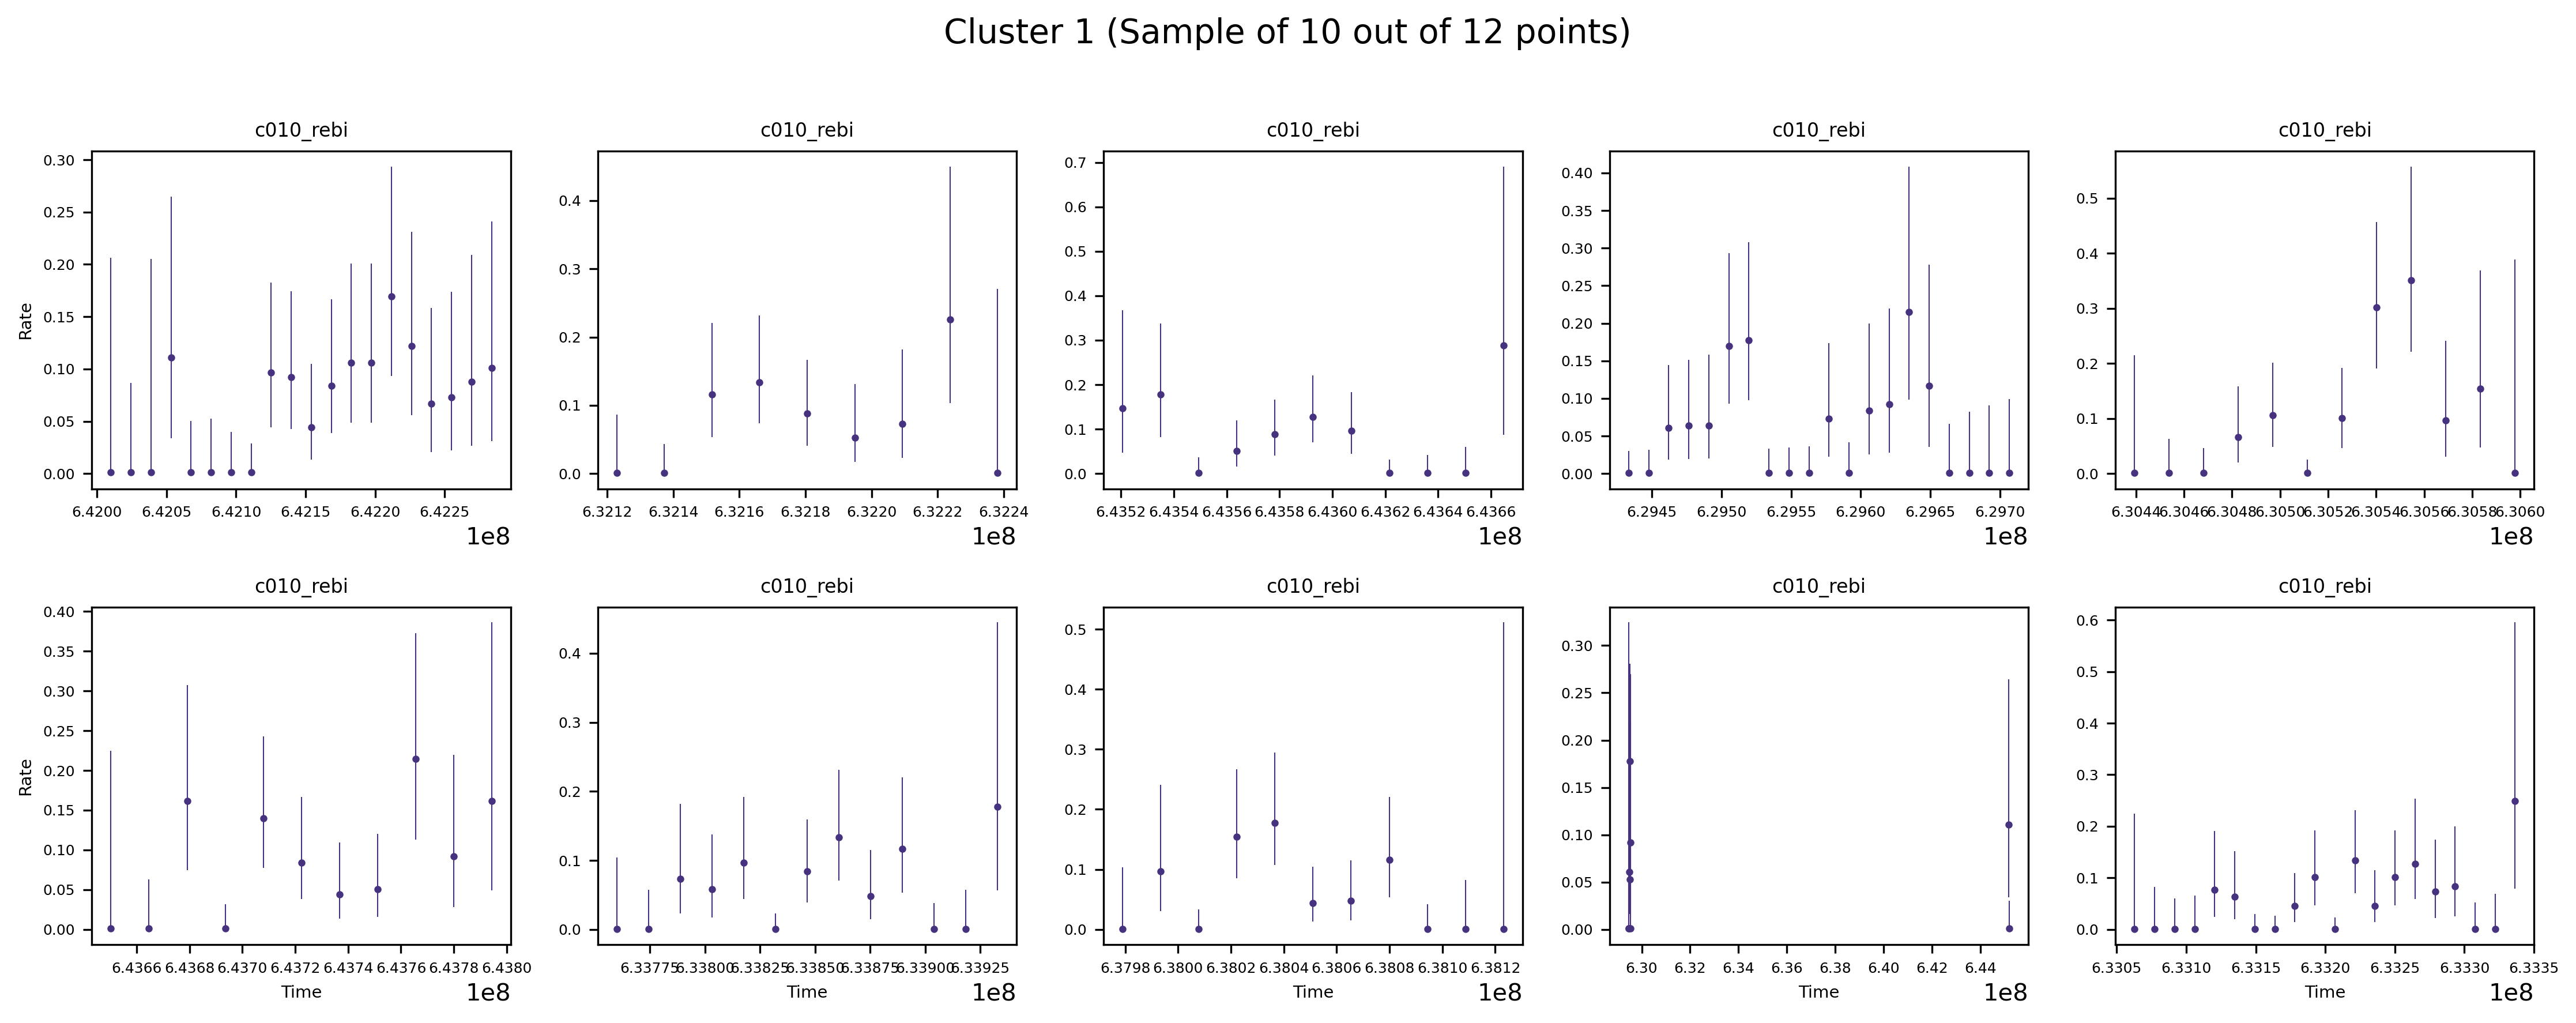 Cluster 1 (Sample of 10 out of 12 points)
c010_rebi c010_rebi c010_rebi c010_rebi c010_rebi
Rate
0.30 0.25 0.20 0.15 0.10 0.05 0.00
6.4200 6.4205 6.4210 6.4215 6.4220 6.4225
1e8
0.4 0.3 0.2 0.1 0.0
6.3212 6.3214 6.3216 6.3218 6.3220 6.3222 6.3224
1e8
0.7 0.6 0.5 0.4 0.3 0.2 0.1 0.0
6.4352 6.4354 6.4356 6.4358 6.4360 6.4362 6.4364 6.4366
1e8
0.40 0.35 0.30 0.25 0.20 0.15 0.10 0.05 0.00
6.2945 6.2950 6.2955 6.2960 6.2965 6.2970
1e8
0.5 0.4 0.3 0.2 0.1 0.0
6.3044 6.3046 6.3048 6.3050 6.3052 6.3054 6.3056 6.3058 6.3060
1e8
c010_rebi c010_rebi c010_rebi c010_rebi c010_rebi
Rate
0.40 0.35 0.30 0.25 0.20 0.15 0.10 0.05 0.00
6.4366 6.4368 6.4370 6.4372 6.4374 6.4376 6.4378 6.4380
Time 1e8
0.4 0.3 0.2 0.1 0.0
6.33775 6.33800 6.33825 6.33850 6.33875 6.33900 6.33925
Time 1e8
0.5 0.4 0.3 0.2 0.1 0.0
6.3798 6.3800 6.3802 6.3804 6.3806 6.3808 6.3810 6.3812
Time 1e8
0.30 0.25 0.20 0.15 0.10 0.05 0.00
6.30 6.32 6.34 6.36 6.38 6.40 6.42 6.44
Time 1e8
0.6 0.5 0.4 0.3 0.2 0.1 0.0
6.3305 6.3310 6.3315 6.3320 6.3325 6.3330 6.3335
Time 1e8